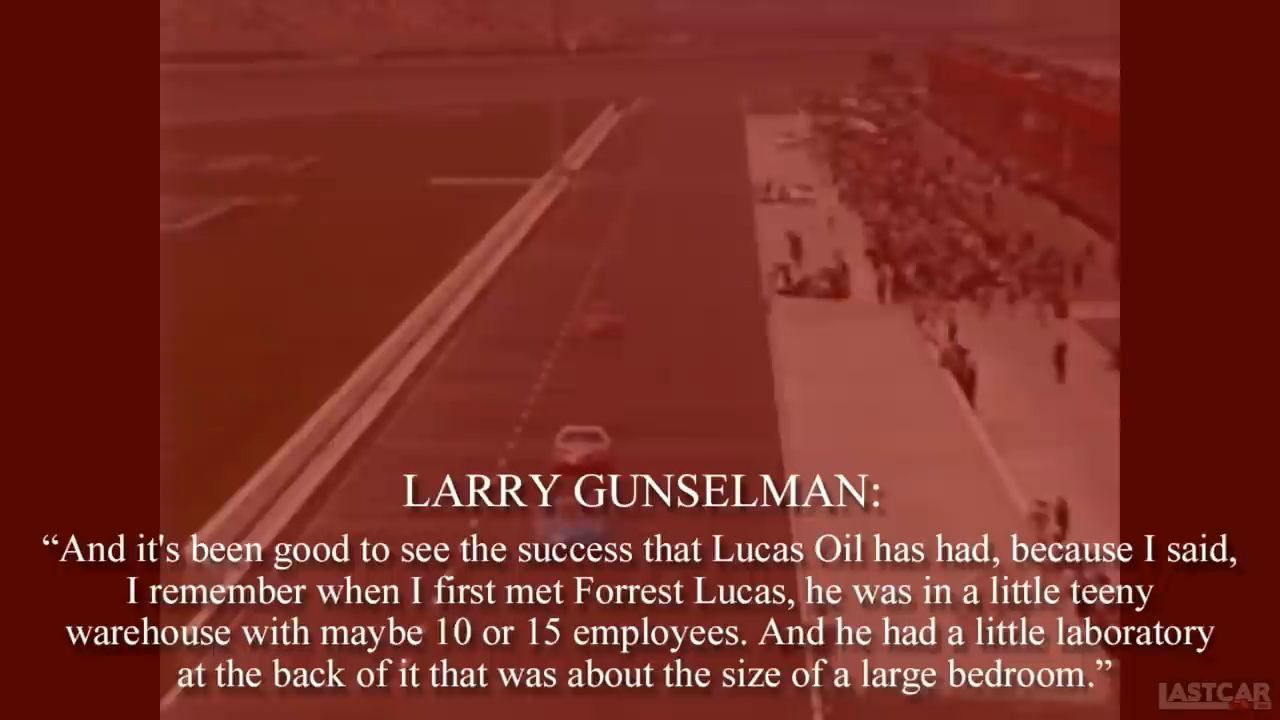 LARRY GUNSELMAN:
“And it's been good to see the success that Lucas Oil has had, because I said,
I remember when I first met Forrest Lucas, he was in a little teeny
warehouse with maybe 10 or 15 employees. And he had a little laboratory
at the back of it that was about the size of a large bedroom.”
LASTCAR